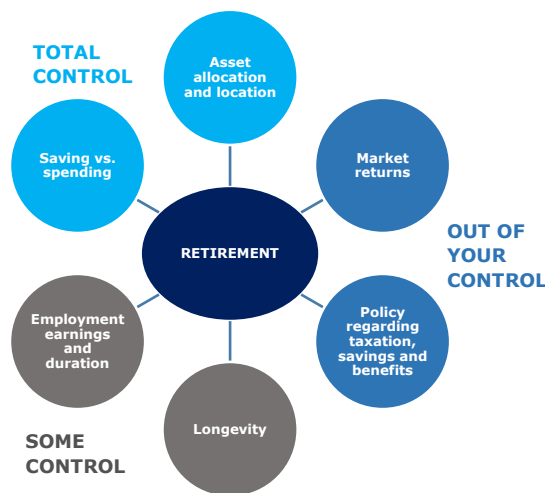 TOTAL
CONTROL
Asset
allocation
and location
Saving vs.
spending
Market
returns
RETIREMENT
OUT OF
YOUR
CONTROL
Employment
earnings
and
duration
Policy
regarding
taxation,
savings and
benefits
Longevity
SOME
CONTROL